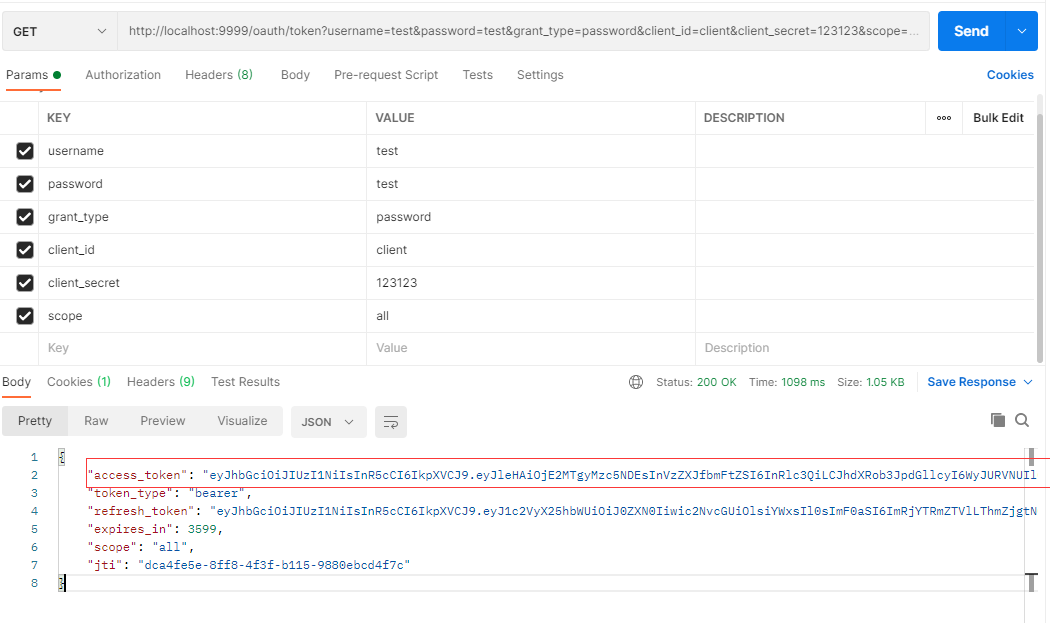 GET http://localhost:9999/oauth/token?username=test&password=test&grant_type=password&client_id=client&client_secret=123123&scope=... Send
Params Authorization Headers (8) Body Pre-request Script Tests Settings Cookies
KEY VALUE DESCRIPTION Bulk Edit
username test
password test
grant_type password
client_id client
client_secret 123123
scope all
Key Value Description
Body Cookies (1) Headers (9) Test Results Status: 200 OK Time: 1098 ms Size: 1.05 KB Save Response
Pretty Raw Preview Visualize JSON
1 {
2 "access_token": "eyJhbGciOiJIUzI1NiIsInR5cCI6IkpXVCJ9.eyJleHAiOjE2MTgyMzc5NDEsInVzZXJfbmFtZSI6InRlc3QiLCJhdXRob3JpdGllcyI6WyJURVNUIl
3 "token_type": "bearer",
4 "refresh_token": "eyJhbGciOiJIUzI1NiIsInR5cCI6IkpXVCJ9.eyJ1c2VyX25hbWUiOiJ0ZXN0Iiwic2NvcGUiOlsiYWxsIl0sImF0aSI6ImRjYTRmZTVlLThmZjgtN
5 "expires_in": 3599,
6 "scope": "all",
7 "jti": "dca4fe5e-8ff8-4f3f-b115-9880ebcd4f7c"
8 }